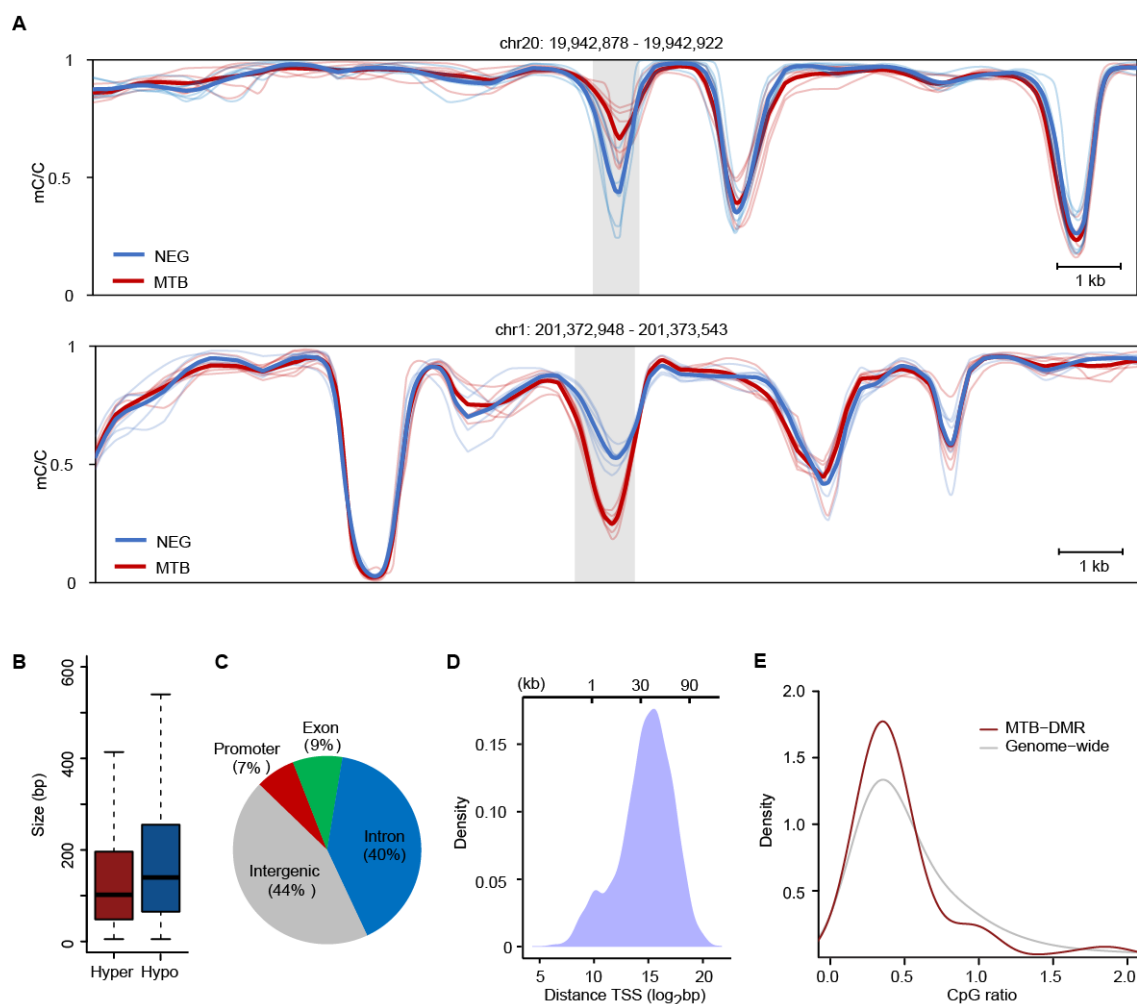 A
chr20: 19,942,878 - 19,942,922
1
0.5
0
mC/C
NEG
MTB
1 kb
chr1: 201,372,948 - 201,373,543
1
0.5
0
mC/C
NEG
MTB
1 kb
B
600
400
200
0
Size (bp)
Hyper Hypo
C
Exon
(9%)
Promoter
(7% )
Intron
(40%)
Intergenic
(44% )
D
(kb) 1 30 90
0.15
0.10
0.05
0
Density
5 10 15 20
Distance TSS (log2bp)
E
2.0
1.5
1.0
0.5
Density
MTB-DMR
Genome-wide
0.0 0.5 1.0 1.5 2.0
CpG ratio